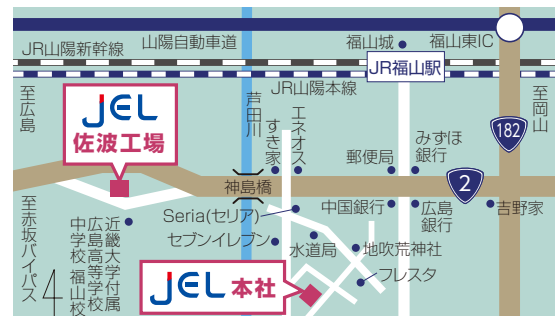 JR山陽新幹線
山陽自動車道
福山城
福山東IC
JR福山駅
JR山陽本線
至広島
JEL
佐波工場
芦田川
すき家
エネオス
郵便局
みずほ
銀行
至岡山
182
2
神島橋
Seria(セリア)
中国銀行
広島
銀行
吉野家
セブンイレブン
水道局
地吹荒神社
フレスタ
至赤坂バイパス
近畿大学付属
広島高等学校
中学校 福山校
JEL 本社
4